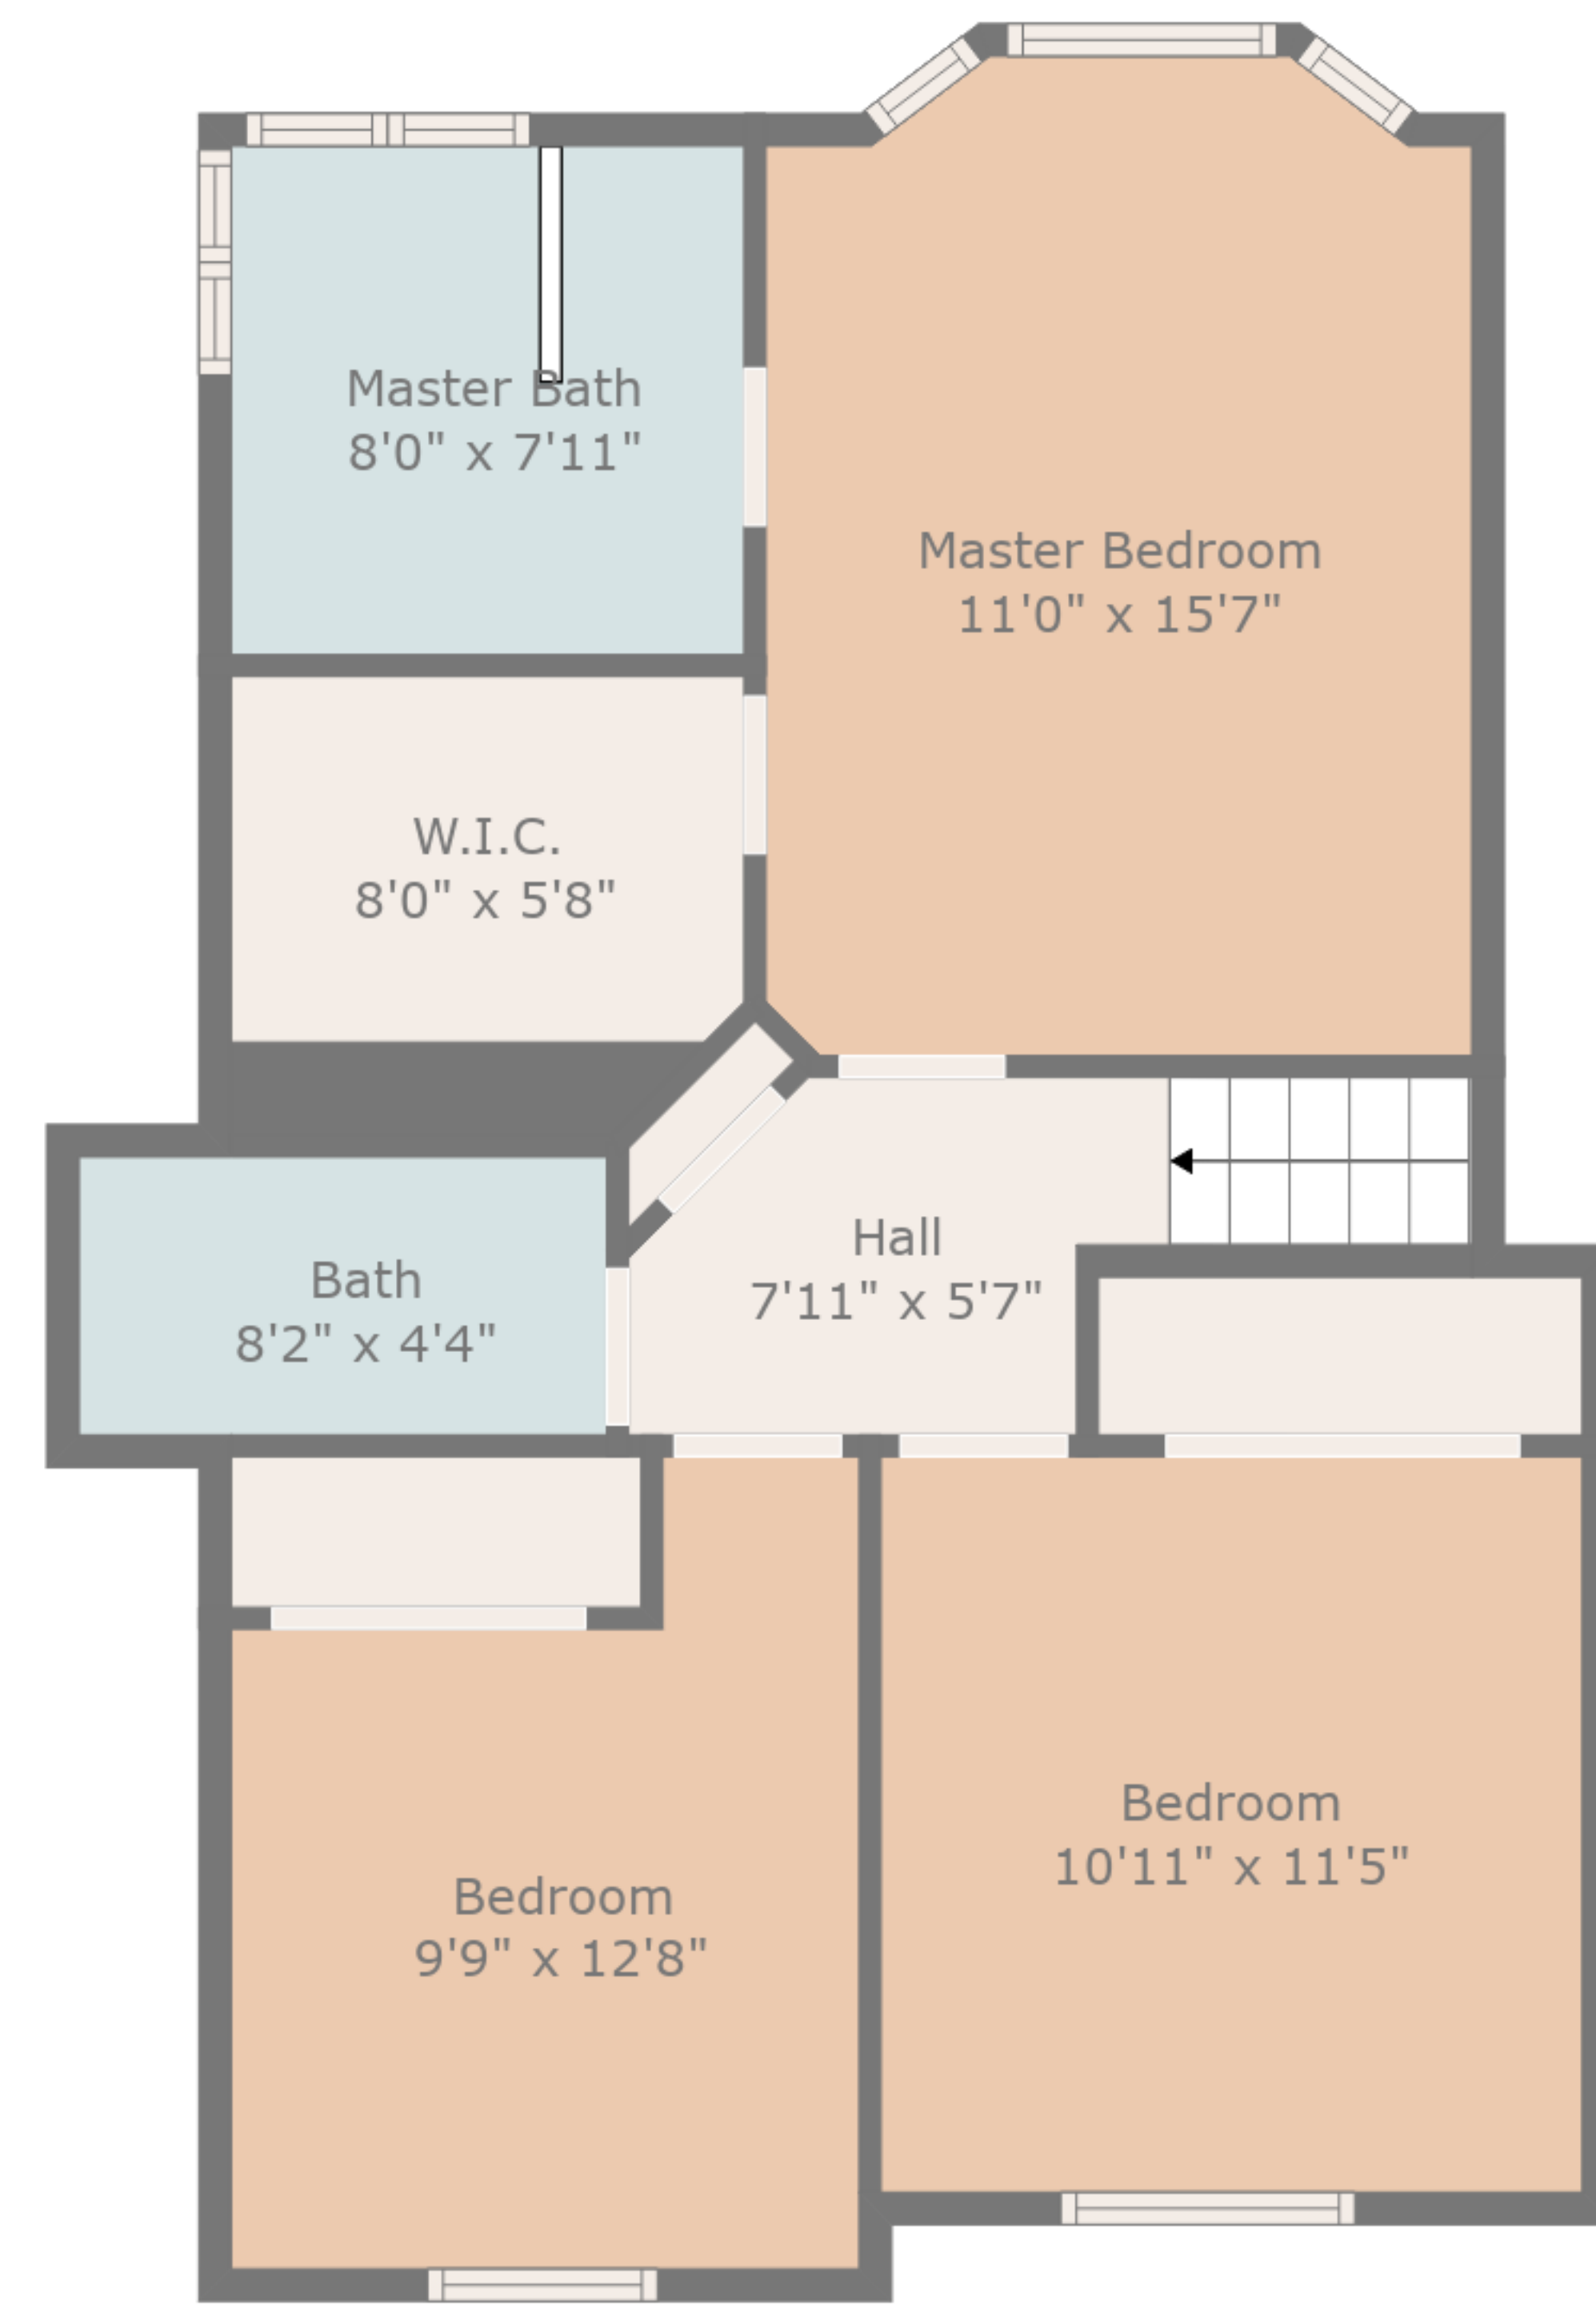 Master Bath
8'0" x 7'11"
Master Bedroom
11'0" x 15'7"
W.I.C.
8'0" x 5'8"
Hall
7'11" x 5'7"
Bath
8'2" x 4'4"
Bedroom
10'11" x 11'5"
Bedroom
9'9" x 12'8"